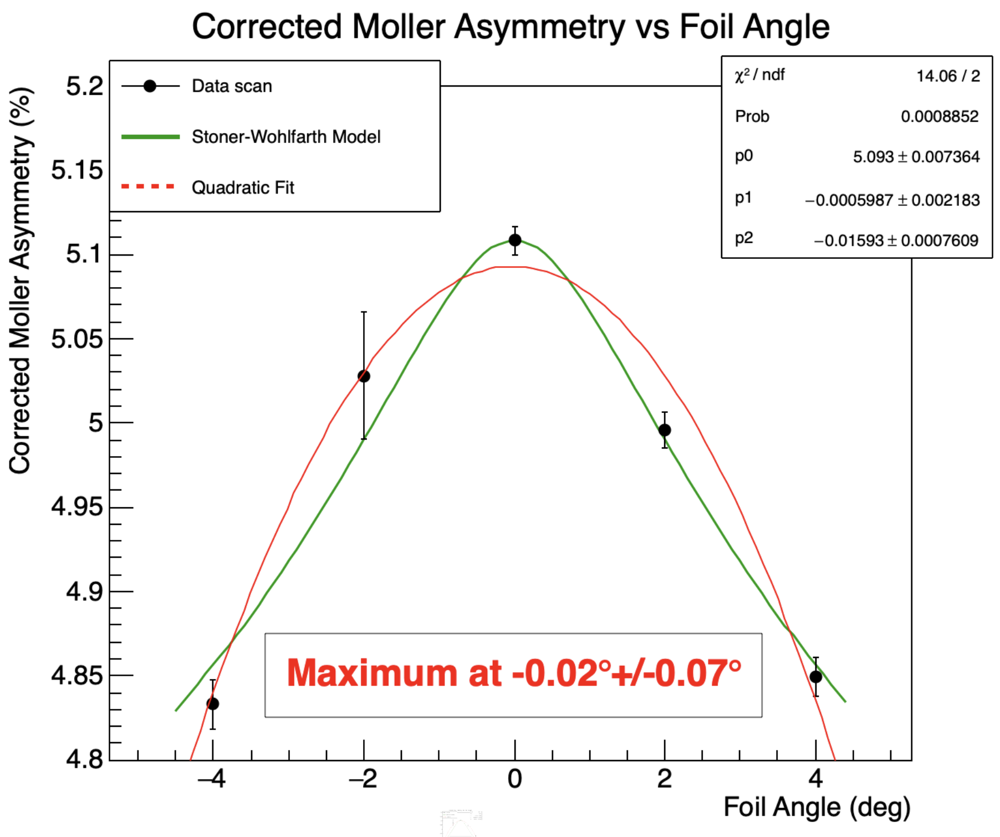 Corrected Moller Asymmetry vs Foil Angle
Data scan
Stoner-Wohlfarth Model
Quadratic Fit
χ² / ndf 14.06 / 2
Prob 0.0008852
p0 5.093 ± 0.007364
p1 −0.0005987 ± 0.002183
p2 −0.01593 ± 0.0007609
Corrected Moller Asymmetry (%)
5.2
5.15
5.1
5.05
5
4.95
4.9
4.85
4.8
Maximum at -0.02°+/-0.07°
−4 −2 0 2 4
Foil Angle (deg)